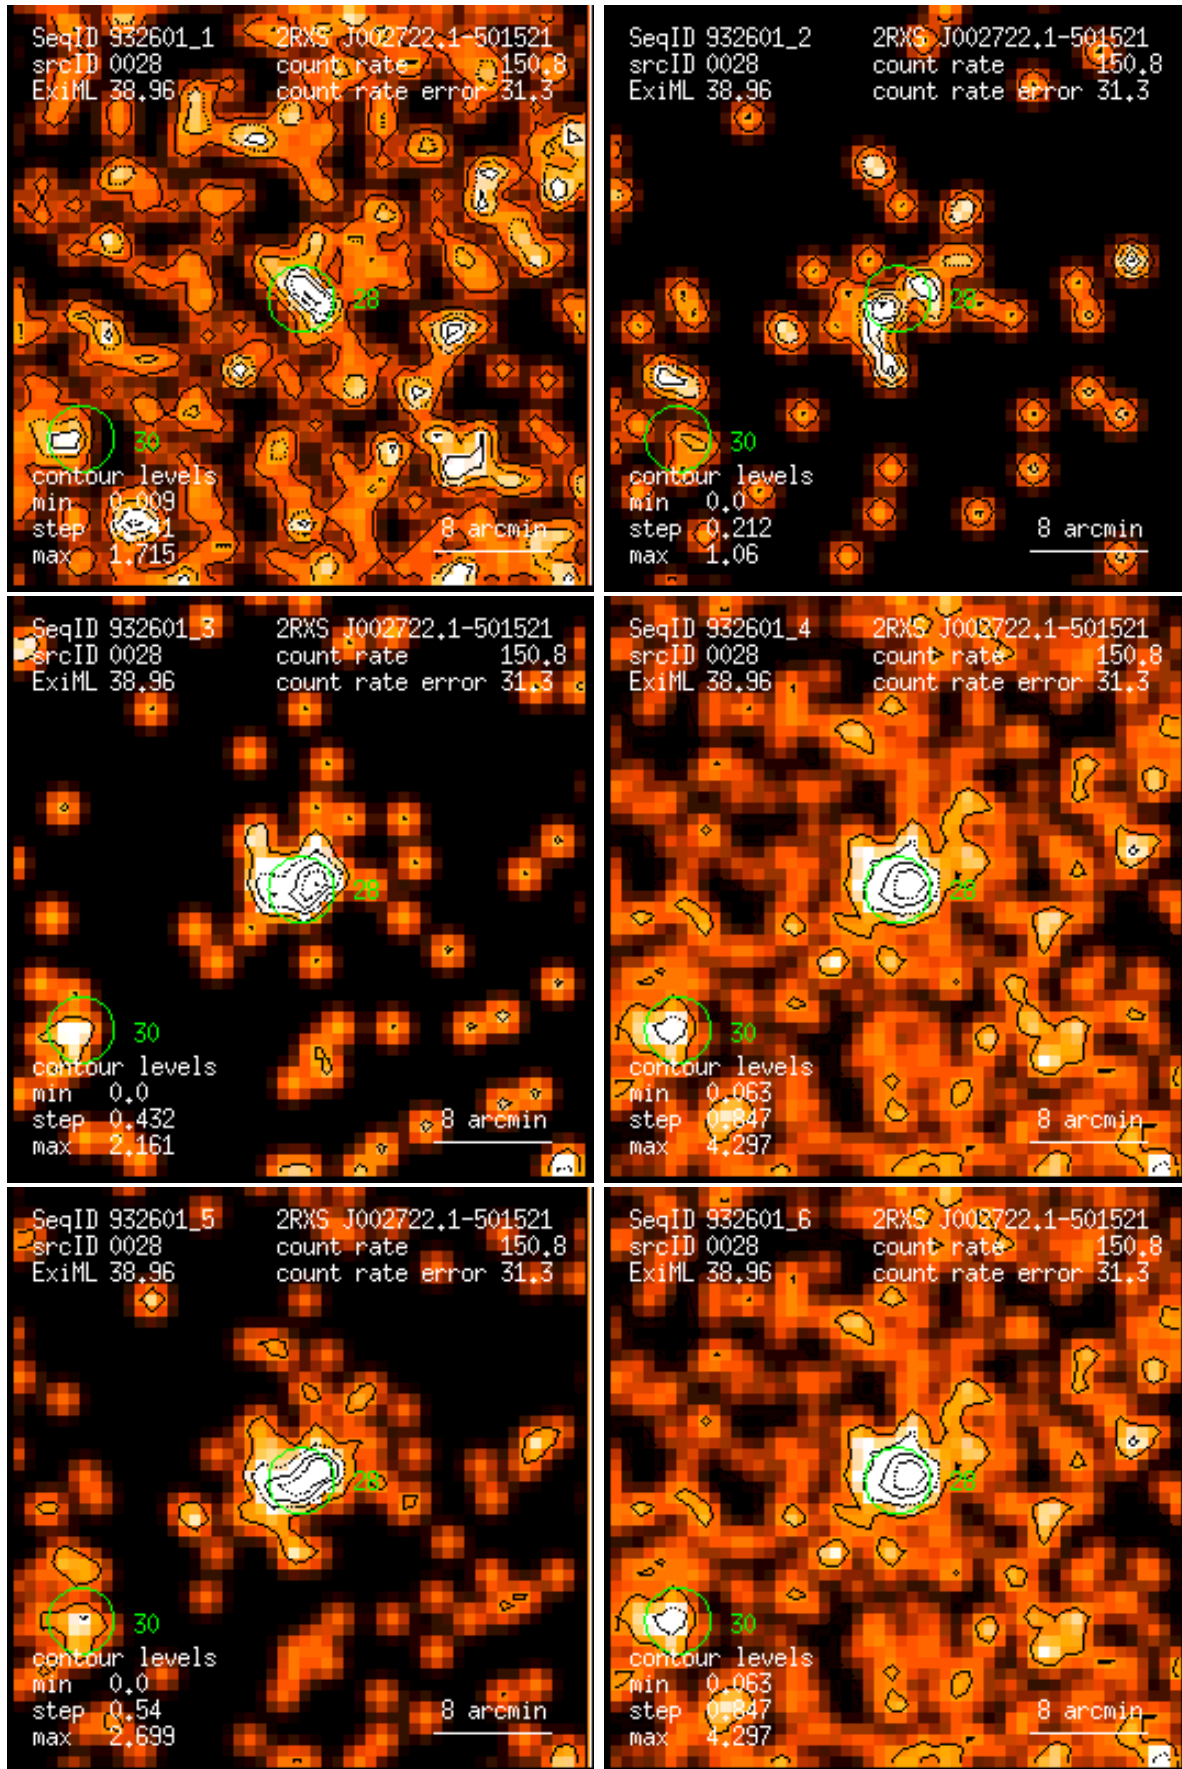 SeqID 932601_1 2RXS J002722.1-501521
srcID 0028 count rate 150.8
ExiML 38.96 count rate error 31.3
28
30
contour levels
min 0.009
step 0.341
max 1.715
8 arcmin
SeqID 932601_2 2RXS J002722.1-501521
srcID 0028 count rate 150.8
ExiML 38.96 count rate error 31.3
28
30
contour levels
min 0.0
step 0.212
max 1.06
8 arcmin
SeqID 932601_3 2RXS J002722.1-501521
srcID 0028 count rate 150.8
ExiML 38.96 count rate error 31.3
28
30
contour levels
min 0.0
step 0.432
max 2.161
8 arcmin
SeqID 932601_4 2RXS J002722.1-501521
srcID 0028 count rate 150.8
ExiML 38.96 count rate error 31.3
28
30
contour levels
min 0.063
step 0.847
max 4.297
8 arcmin
SeqID 932601_5 2RXS J002722.1-501521
srcID 0028 count rate 150.8
ExiML 38.96 count rate error 31.3
28
30
contour levels
min 0.0
step 0.54
max 2.699
8 arcmin
SeqID 932601_6 2RXS J002722.1-501521
srcID 0028 count rate 150.8
ExiML 38.96 count rate error 31.3
28
30
contour levels
min 0.063
step 0.847
max 4.297
8 arcmin